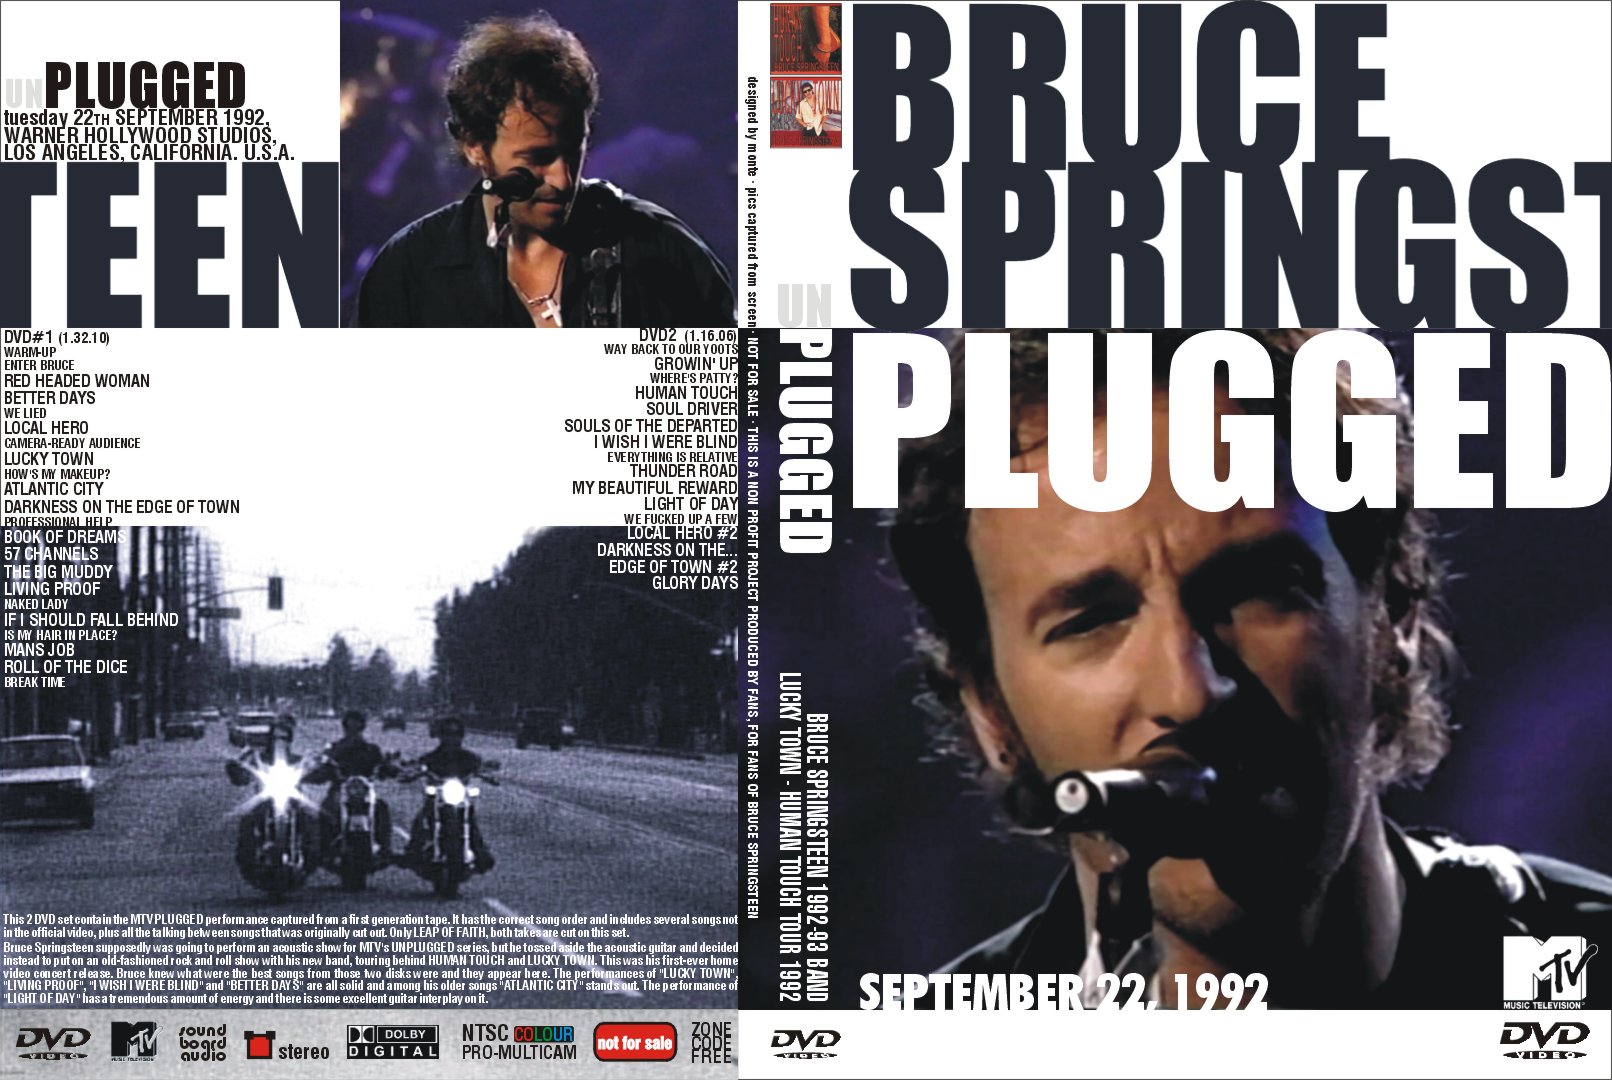 unPLUGGED
tuesday 22TH SEPTEMBER 1992,
WARNER HOLLYWOOD STUDIOS,
LOS ANGELES, CALIFORNIA. U.S.A.
TEEN
DVD#1 (1.32.10)
WARM-UP
ENTER BRUCE
RED HEADED WOMAN
BETTER DAYS
WE LIED
LOCAL HERO
CAMERA-READY AUDIENCE
LUCKY TOWN
HOW'S MY MAKEUP?
ATLANTIC CITY
DARKNESS ON THE EDGE OF TOWN
PROFESSIONAL HELP
BOOK OF DREAMS
57 CHANNELS
THE BIG MUDDY
LIVING PROOF
NAKED LADY
IF I SHOULD FALL BEHIND
IS MY HAIR IN PLACE?
MANS JOB
ROLL OF THE DICE
BREAK TIME
DVD2 (1.16.06)
WAY BACK TO OUR YOOTS
GROWIN' UP
WHERE'S PATTY?
HUMAN TOUCH
SOUL DRIVER
SOULS OF THE DEPARTED
I WISH I WERE BLIND
EVERYTHING IS RELATIVE
THUNDER ROAD
MY BEAUTIFUL REWARD
LIGHT OF DAY
WE FUCKED UP A FEW
LOCAL HERO #2
DARKNESS ON THE...
EDGE OF TOWN #2
GLORY DAYS
This 2 DVD set contain the MTV PLUGGED performance captured from a first generation tape. It has the correct song order and includes several songs not
in the official video, plus all the talking between songs that was originally cut out. Only LEAP OF FAITH, both takes are cut on this set.
Bruce Springsteen supposedly was going to perform an acoustic show for MTV's UNPLUGGED series, but he tossed aside the acoustic guitar and decided
instead to put on an old-fashioned rock and roll show with his new band, touring behind HUMAN TOUCH and LUCKY TOWN. This was his first-ever home
video concert release. Bruce knew what were the best songs from those two disks were and they appear here. The performances of "LUCKY TOWN",
"LIVING PROOF", "I WISH I WERE BLIND" and "BETTER DAYS" are all solid and among his older songs "ATLANTIC CITY" stands out. The performance of
"LIGHT OF DAY" has a tremendous amount of energy and there is some excellent guitar interplay on it.
DVD
VIDEO
MTV
MUSIC TELEVISION
sound
board
audio
stereo
DOLBY
DIGITAL
NTSC COLOUR
PRO-MULTICAM
not for sale
ZONE
CODE
FREE
designed by monte · pics captured from screen · NOT FOR SALE · THIS IS A NON PROFIT PROJECT PRODUCED BY FANS, FOR FANS OF BRUCE SPRINGSTEEN
HUMAN
TOUCH
BRUCE SPRINGSTEEN
UNPLUGGED
BRUCE SPRINGSTEEN 1992-93 BAND
LUCKY TOWN - HUMAN TOUCH TOUR 1992
DVD
VIDEO
BRUCE
SPRINGST
PLUGGED
SEPTEMBER 22, 1992
MTV
MUSIC TELEVISION
DVD
VIDEO